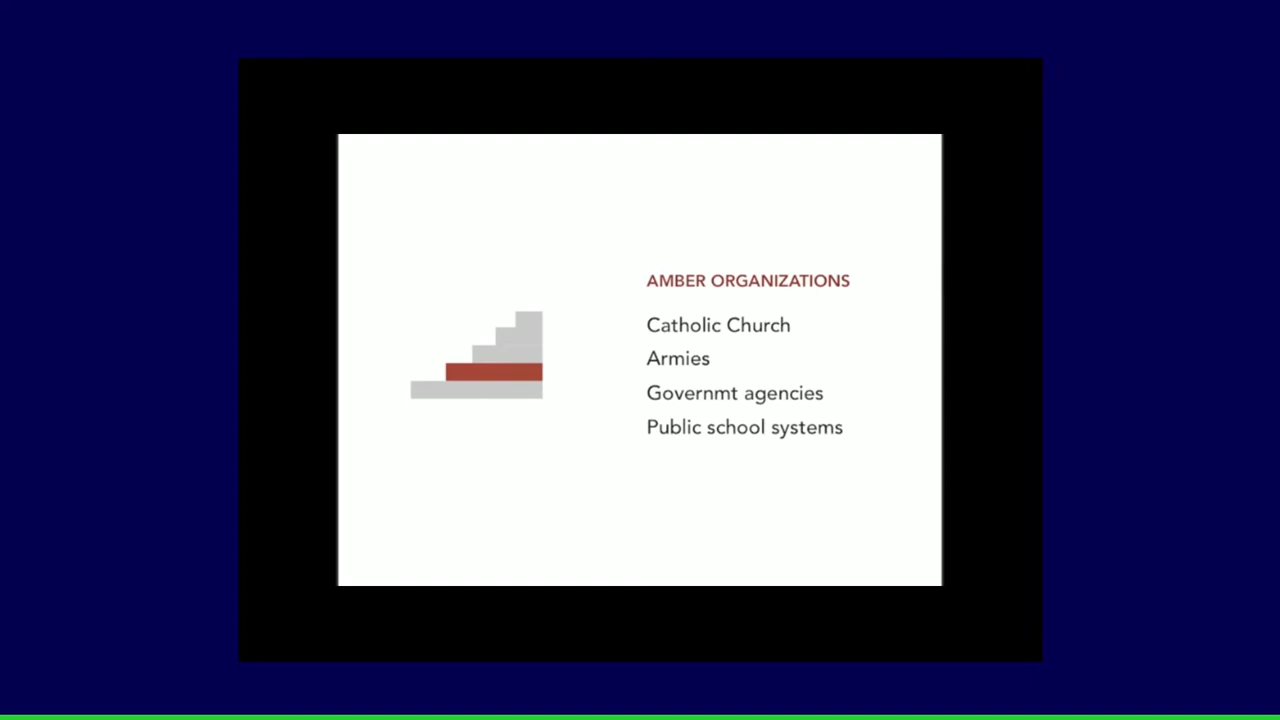 AMBER ORGANIZATIONS
Catholic Church
Armies
Governmt agencies
Public school systems